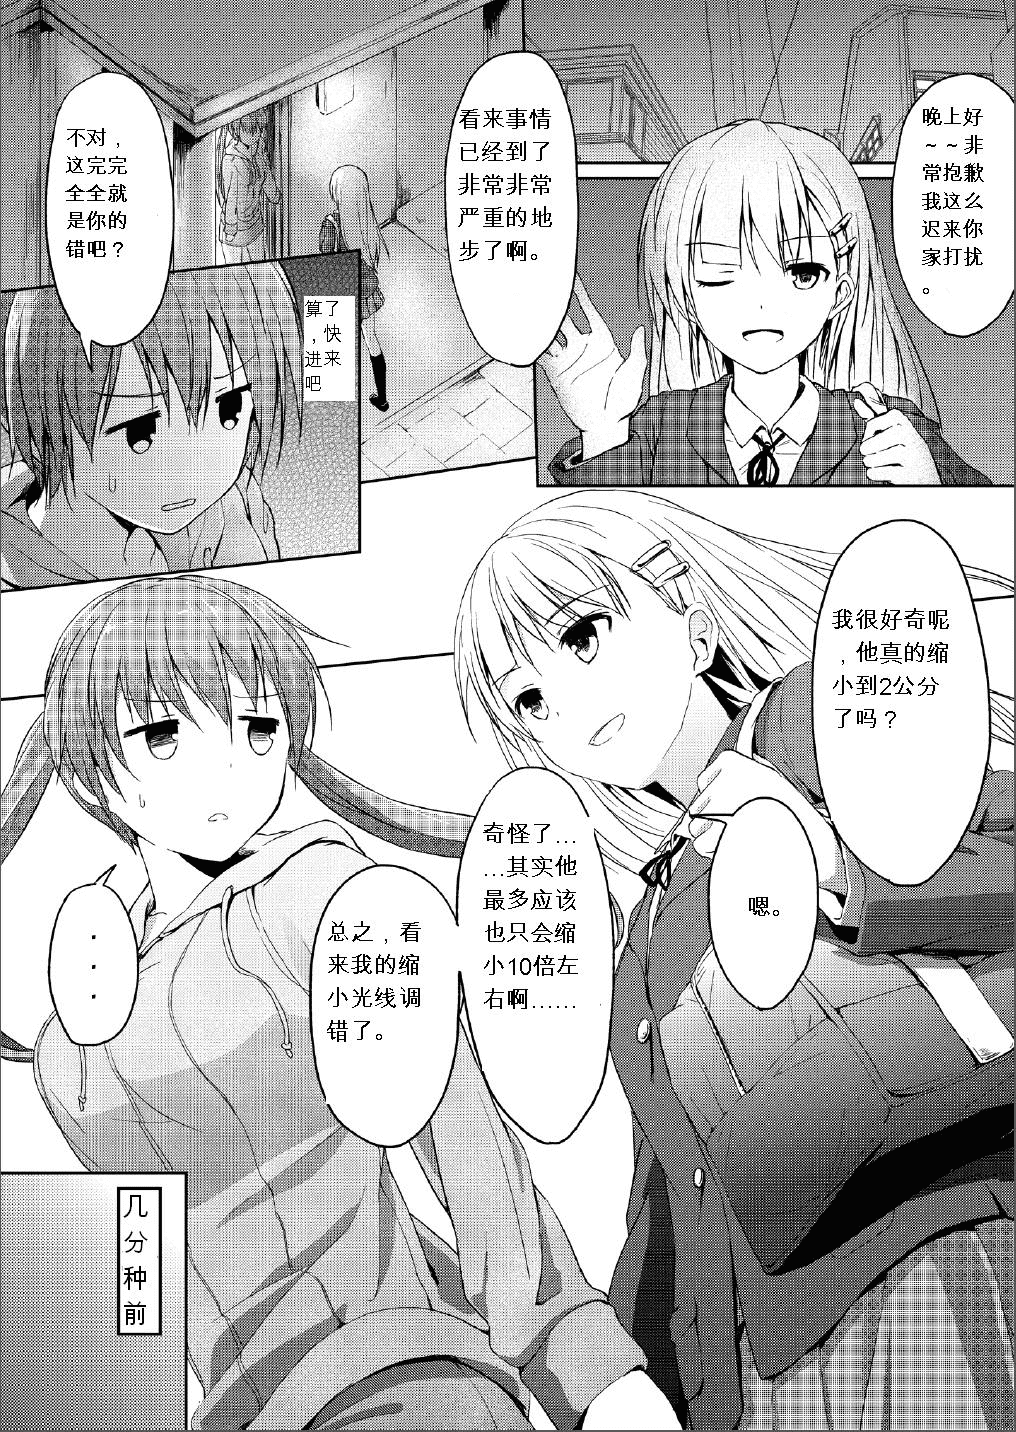 晚上好
～～非
常抱歉
我这么
迟来你
家打扰
。
看来事情
已经到了
非常非常
严重的地
步了啊。
不对，
这完完
全全就
是你的
错吧？
算了
，快
进来
吧
我很好奇呢
，他真的缩
小到2公分
了吗？
嗯。
奇怪了…
…其实他
最多应该
也只会缩
小10倍左
右啊……
总之，看
来我的缩
小光线调
错了。
．
．
．
几
分
种
前